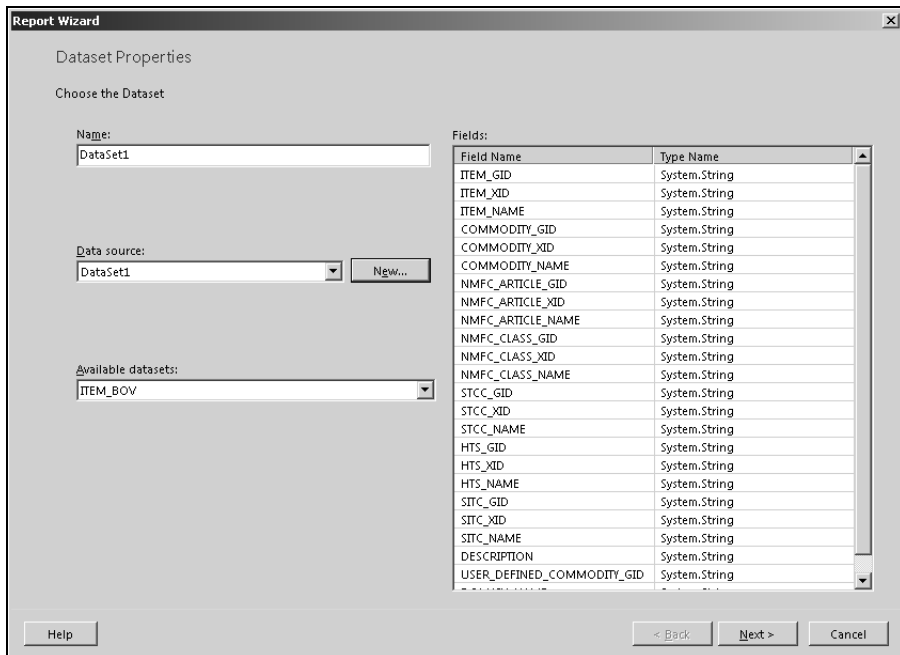 Report Wizard
Dataset Properties
Choose the Dataset
Name:
DataSet1
Data source:
DataSet1
New...
Available datasets:
ITEM_BOV
Fields:
Field Name Type Name
ITEM_GID System.String
ITEM_XID System.String
ITEM_NAME System.String
COMMODITY_GID System.String
COMMODITY_XID System.String
COMMODITY_NAME System.String
NMFC_ARTICLE_GID System.String
NMFC_ARTICLE_XID System.String
NMFC_ARTICLE_NAME System.String
NMFC_CLASS_GID System.String
NMFC_CLASS_XID System.String
NMFC_CLASS_NAME System.String
STCC_GID System.String
STCC_XID System.String
STCC_NAME System.String
HTS_GID System.String
HTS_XID System.String
HTS_NAME System.String
SITC_GID System.String
SITC_XID System.String
SITC_NAME System.String
DESCRIPTION System.String
USER_DEFINED_COMMODITY_GID System.String
Help
< Back
Next >
Cancel